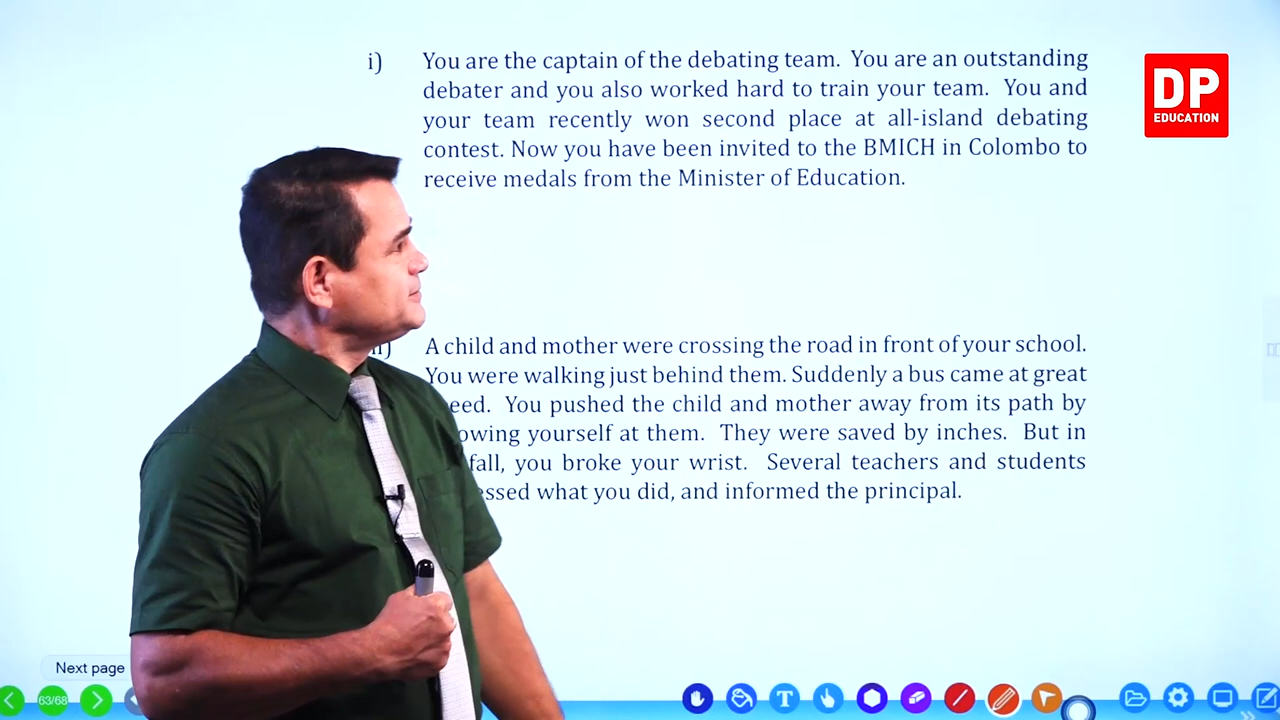 i) You are the captain of the debating team. You are an outstanding
debater and you also worked hard to train your team. You and
your team recently won second place at all-island debating
contest. Now you have been invited to the BMICH in Colombo to
receive medals from the Minister of Education.
DP
EDUCATION
A child and mother were crossing the road in front of your school.
You were walking just behind them. Suddenly a bus came at great
eed. You pushed the child and mother away from its path by
owing yourself at them. They were saved by inches. But in
fall, you broke your wrist. Several teachers and students
essed what you did, and informed the principal.
Next page
63/68
T